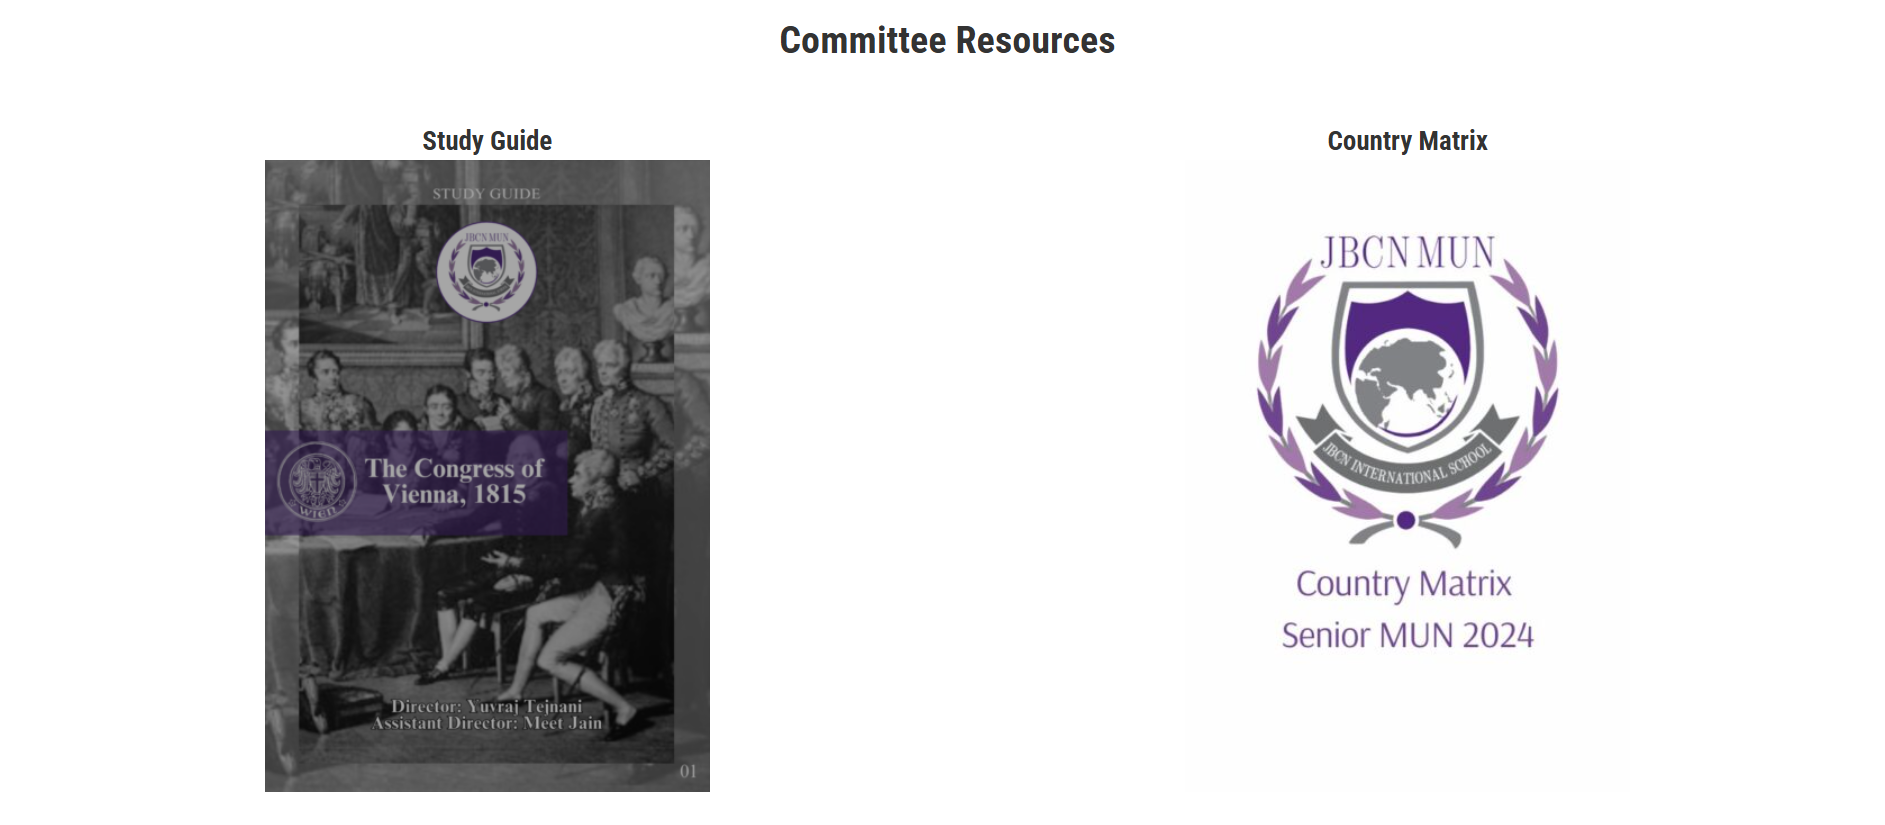 Committee Resources
Study Guide
STUDY GUIDE
JBCN MUN
WIEN
The Congress of
Vienna, 1815
Director: Yuvraj Tejnani
Assistant Director: Meet Jain
01
Country Matrix
JBCN MUN
JBCN INTERNATIONAL SCHOOL
Country Matrix
Senior MUN 2024